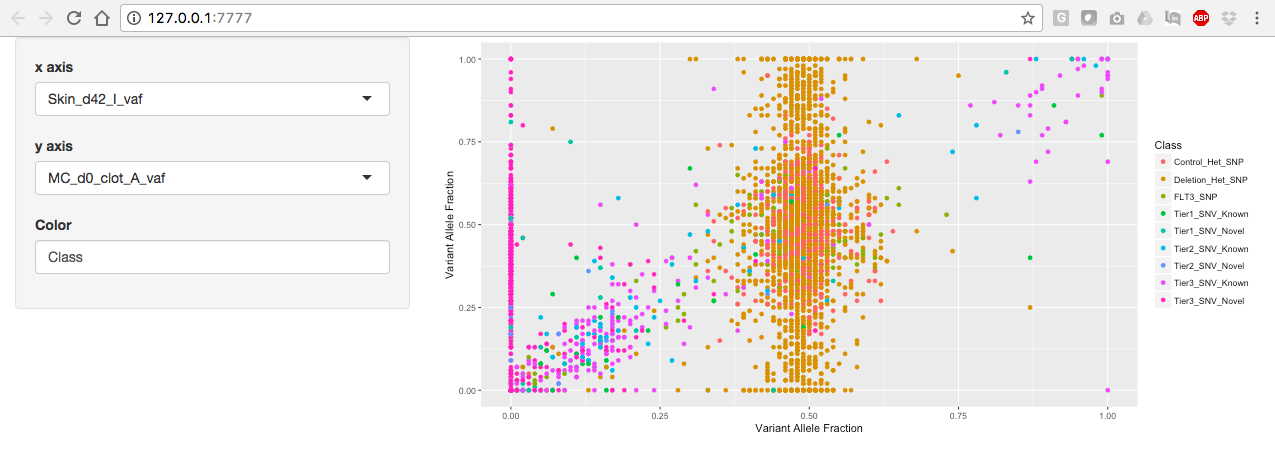 127.0.0.1:7777
G
in
ABP
x axis
Skin_d42_I_vaf
y axis
MC_d0_clot_A_vaf
Color
Class
1.00
0.75
0.50
0.25
0.00
Variant Allele Fraction
0.00 0.25 0.50 0.75 1.00
Variant Allele Fraction
Class
Control_Het_SNP
Deletion_Het_SNP
FLT3_SNP
Tier1_SNV_Known
Tier1_SNV_Novel
Tier2_SNV_Known
Tier2_SNV_Novel
Tier3_SNV_Known
Tier3_SNV_Novel